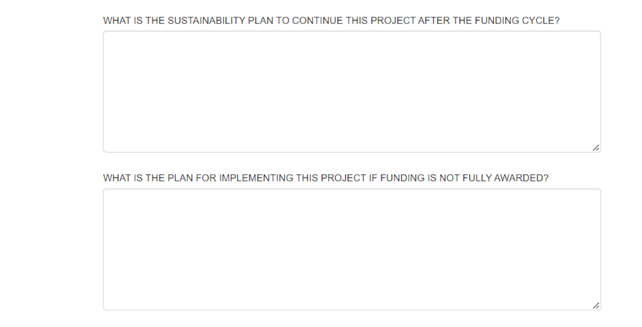 WHAT IS THE SUSTAINABILITY PLAN TO CONTINUE THIS PROJECT AFTER THE FUNDING CYCLE?
WHAT IS THE PLAN FOR IMPLEMENTING THIS PROJECT IF FUNDING IS NOT FULLY AWARDED?